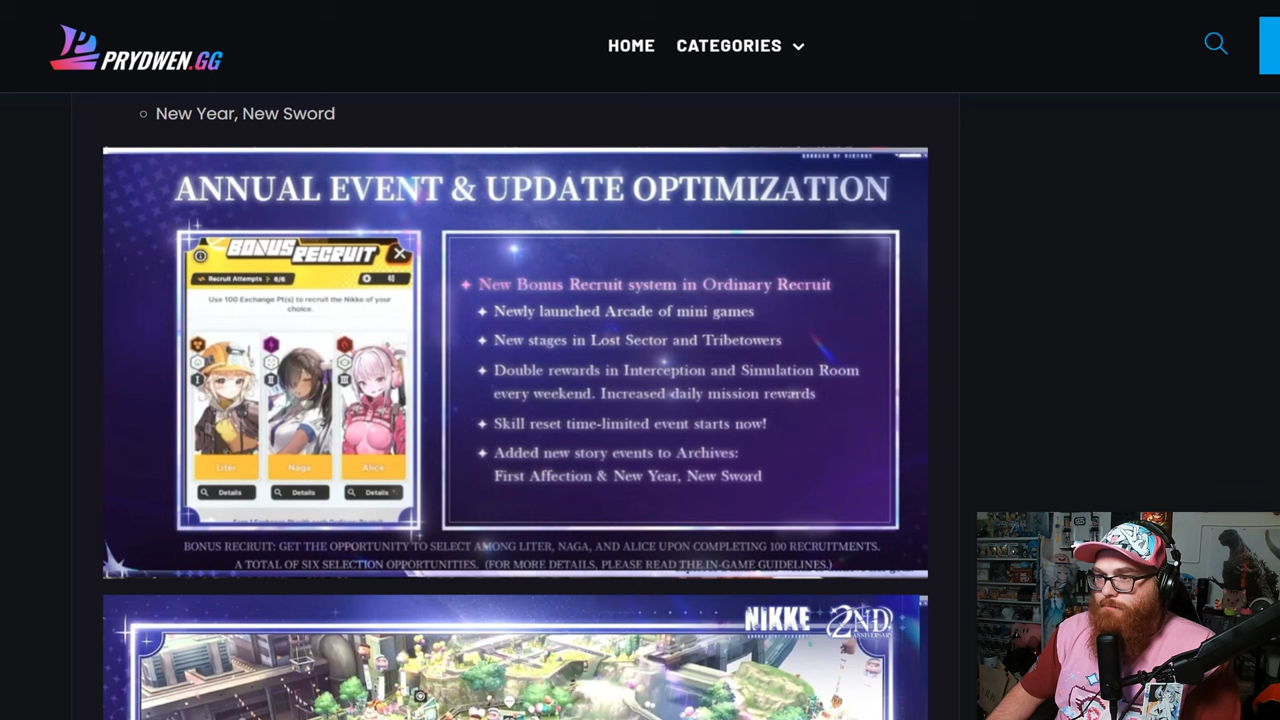 PRYDWEN.GG
HOME
CATEGORIES
New Year, New Sword
ANNUAL EVENT & UPDATE OPTIMIZATION
BONUS RECRUIT
Recruit Attempts
Use 100 Exchange Pt(s) to recruit the Nikke of your
choice.
Liter
Naga
Alice
Details
Details
Details
New Bonus Recruit system in Ordinary Recruit
Newly launched Arcade of mini games
New stages in Lost Sector and Tribetowers
Double rewards in Interception and Simulation Room
every weekend. Increased daily mission rewards
Skill reset time-limited event starts now!
Added new story events to Archives:
First Affection & New Year, New Sword
BONUS RECRUIT: GET THE OPPORTUNITY TO SELECT AMONG LITER, NAGA, AND ALICE UPON COMPLETING 100 RECRUITMENTS.
A TOTAL OF SIX SELECTION OPPORTUNITIES. (FOR MORE DETAILS, PLEASE READ THE IN-GAME GUIDELINES.)
NIKKE
2ND
ANNIVERSARY